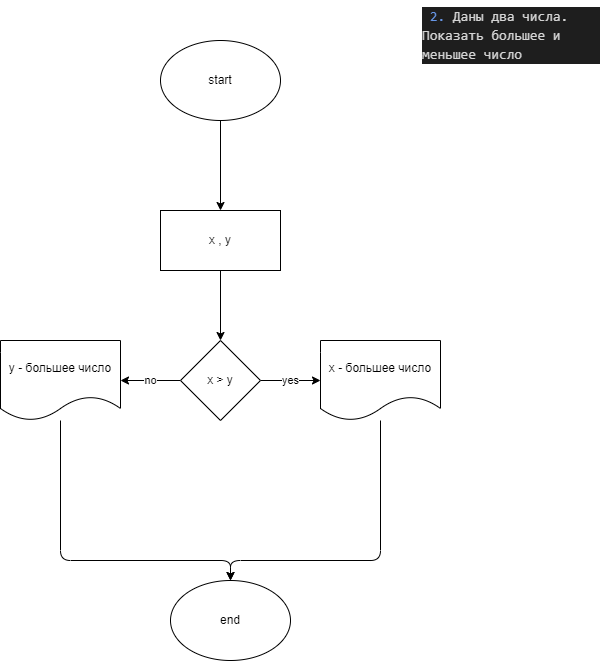 2. Даны два числа.
Показать большее и
меньшее число
start
x , y
y - большее число
no
x > y
yes
x - большее число
end